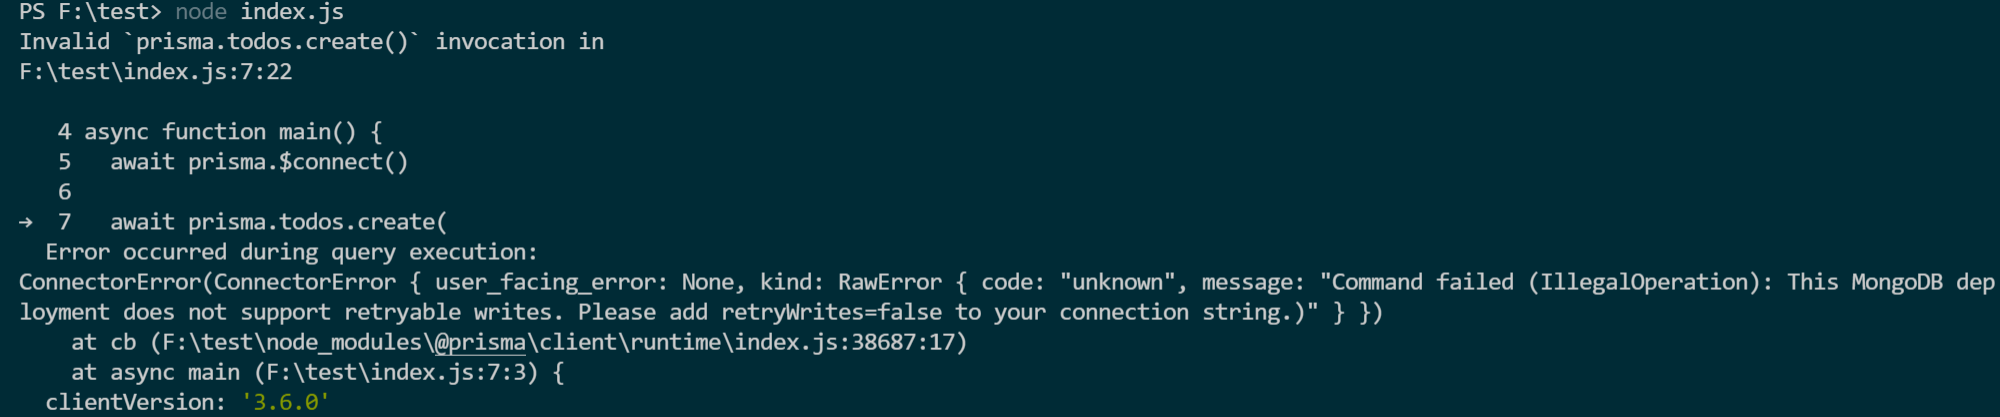 PS F:\test> node index.js
Invalid `prisma.todos.create()` invocation in
F:\test\index.js:7:22
4 async function main() {
5 await prisma.$connect()
6
→ 7 await prisma.todos.create(
Error occurred during query execution:
ConnectorError(ConnectorError { user_facing_error: None, kind: RawError { code: "unknown", message: "Command failed (IllegalOperation): This MongoDB dep
loyment does not support retryable writes. Please add retryWrites=false to your connection string.)" } })
at cb (F:\test\node_modules\@prisma\client\runtime\index.js:38687:17)
at async main (F:\test\index.js:7:3) {
clientVersion: '3.6.0'